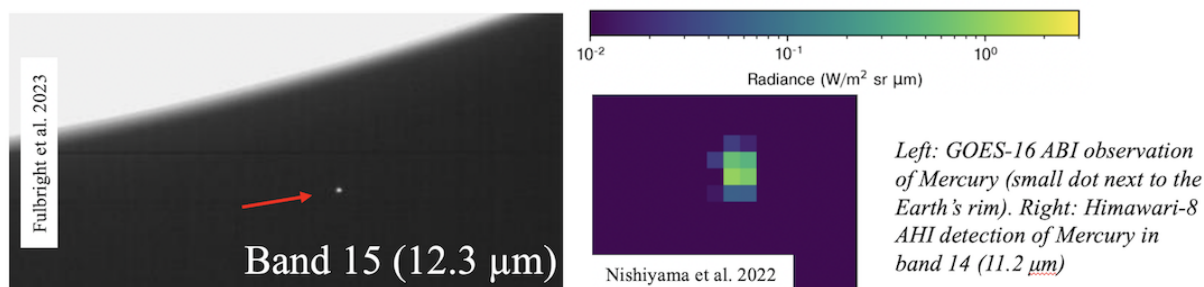 Fulbright et al. 2023
Band 15 (12.3 μm)
10⁻² 10⁻¹ 10⁰
Radiance (W/m² sr μm)
Nishiyama et al. 2022
Left: GOES-16 ABI observation
of Mercury (small dot next to the
Earth's rim). Right: Himawari-8
AHI detection of Mercury in
band 14 (11.2 μm)